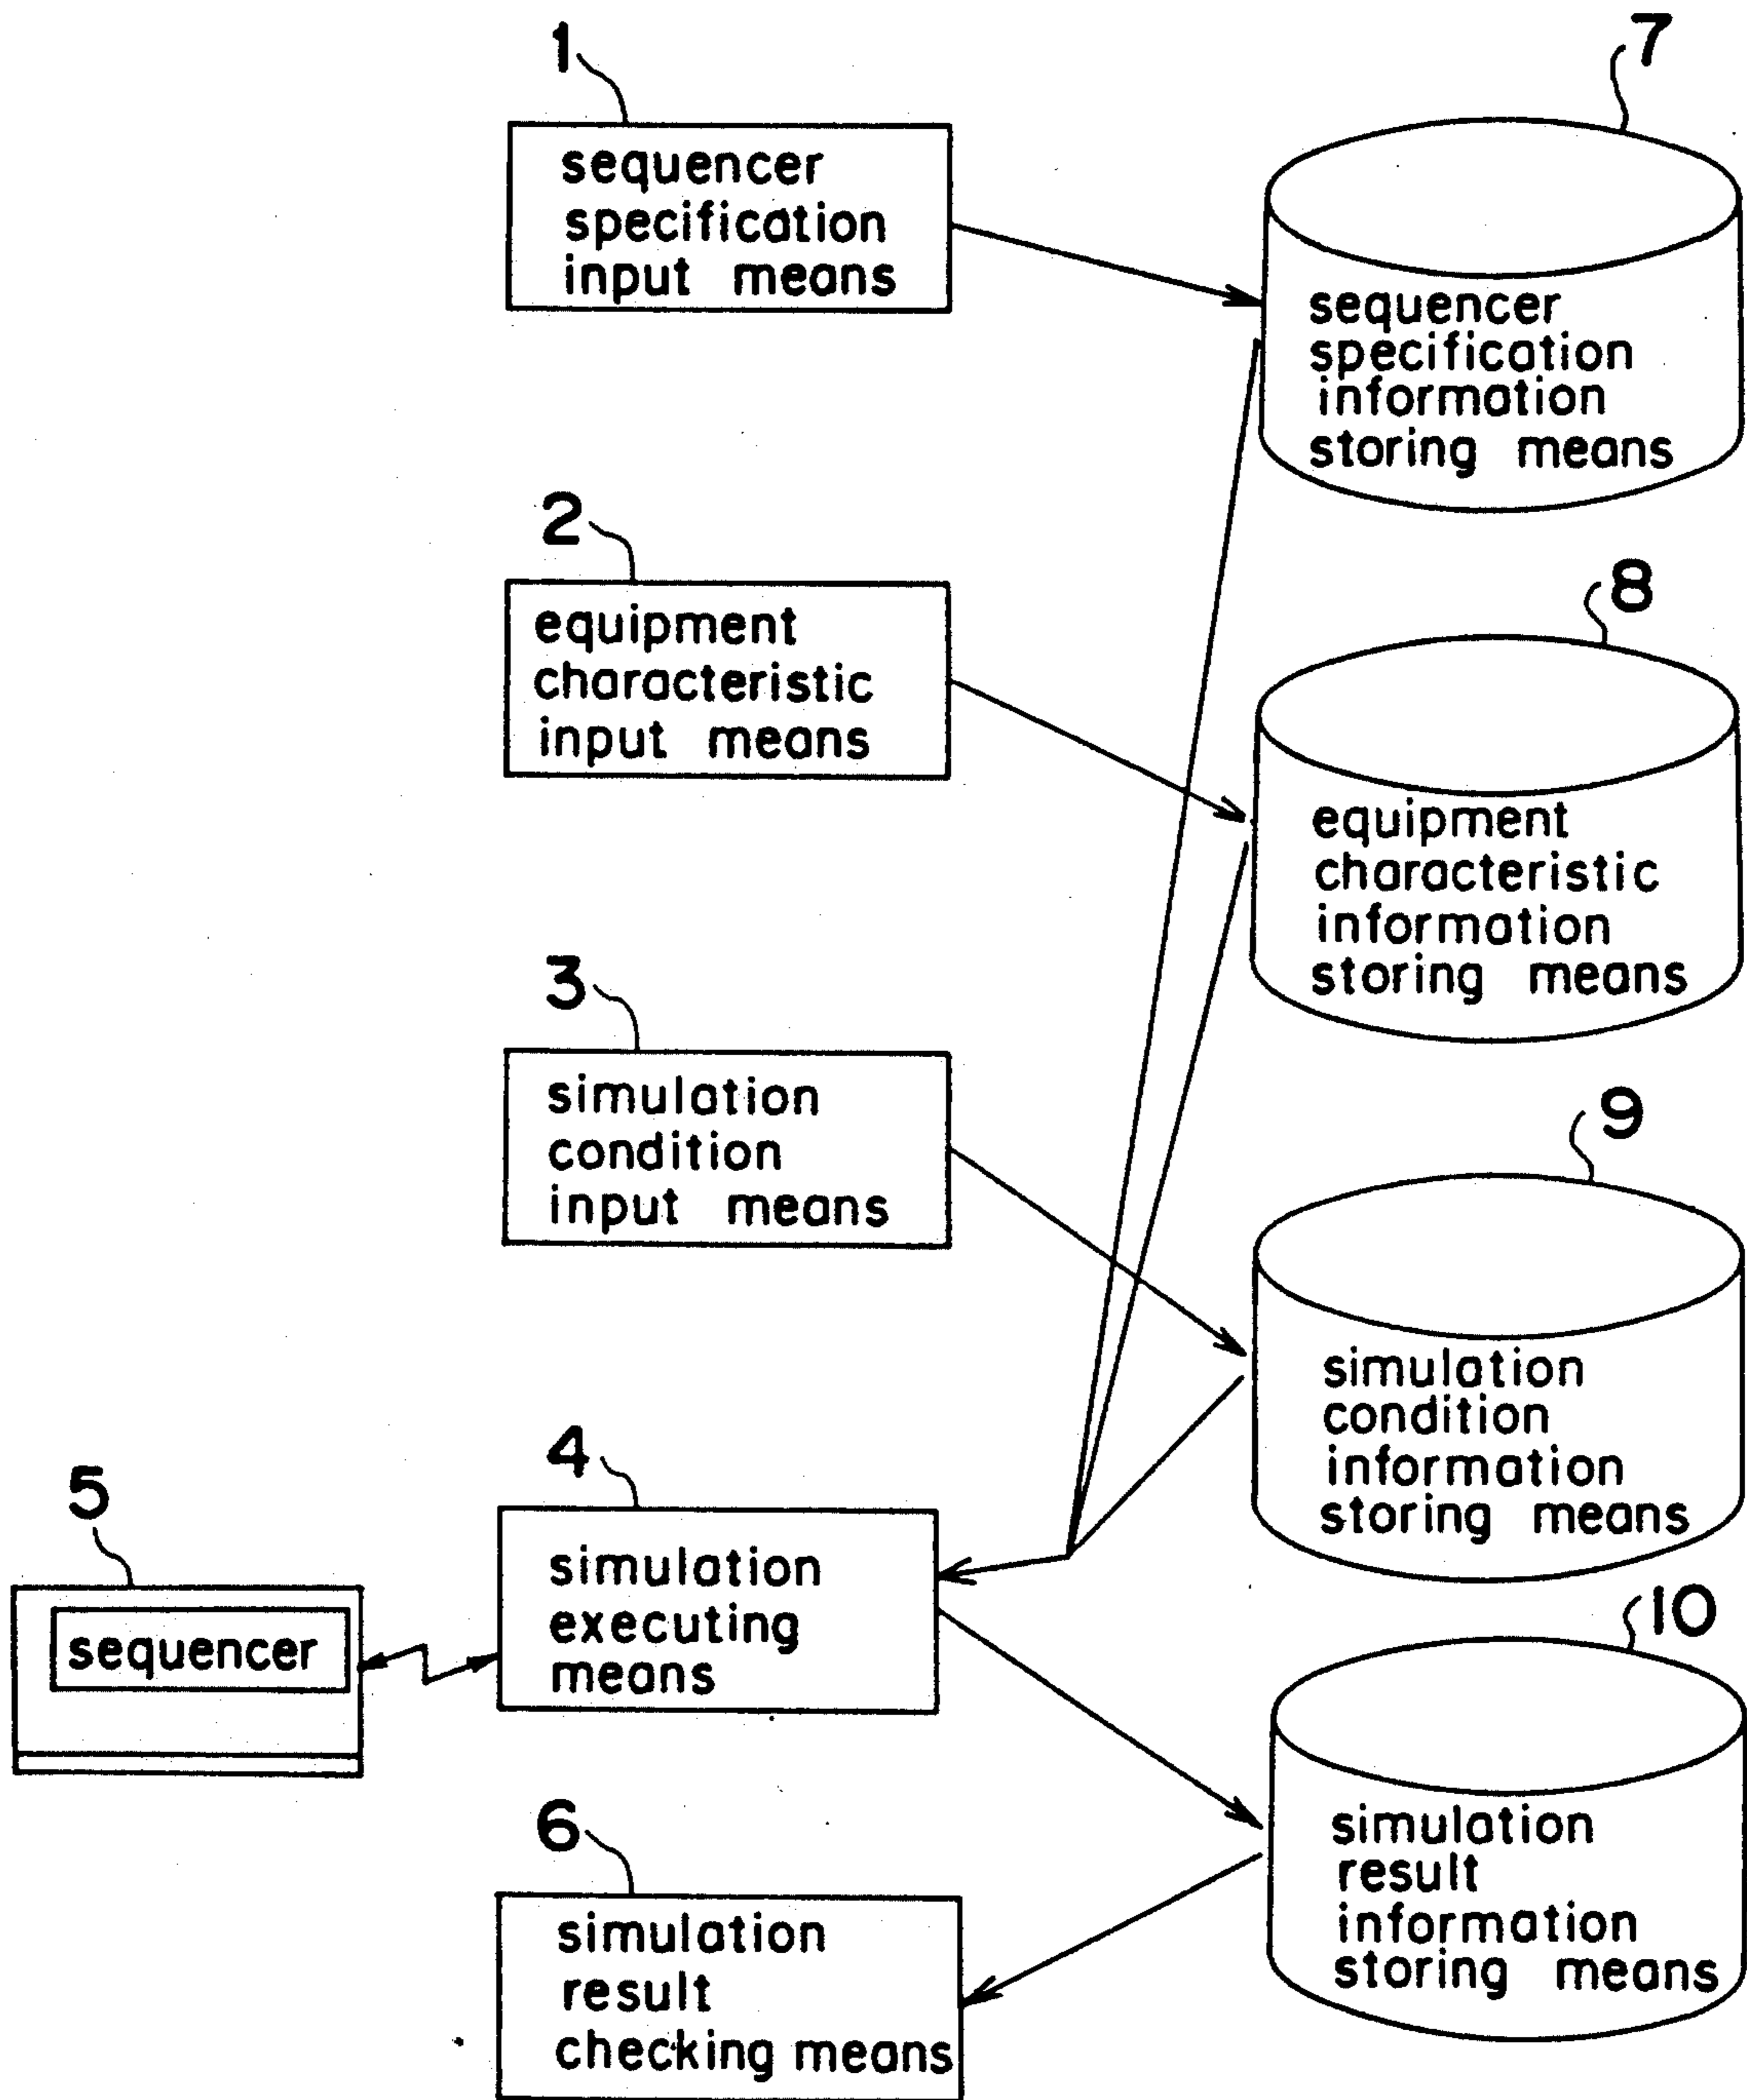 1
sequencer
specification
input means
7
sequencer
specification
information
storing means
2
equipment
characteristic
input means
8
equipment
characteristic
information
storing means
3
simulation
condition
input means
9
simulation
condition
information
storing means
5
sequencer
4
simulation
executing
means
10
simulation
result
information
storing means
6
simulation
result
checking means